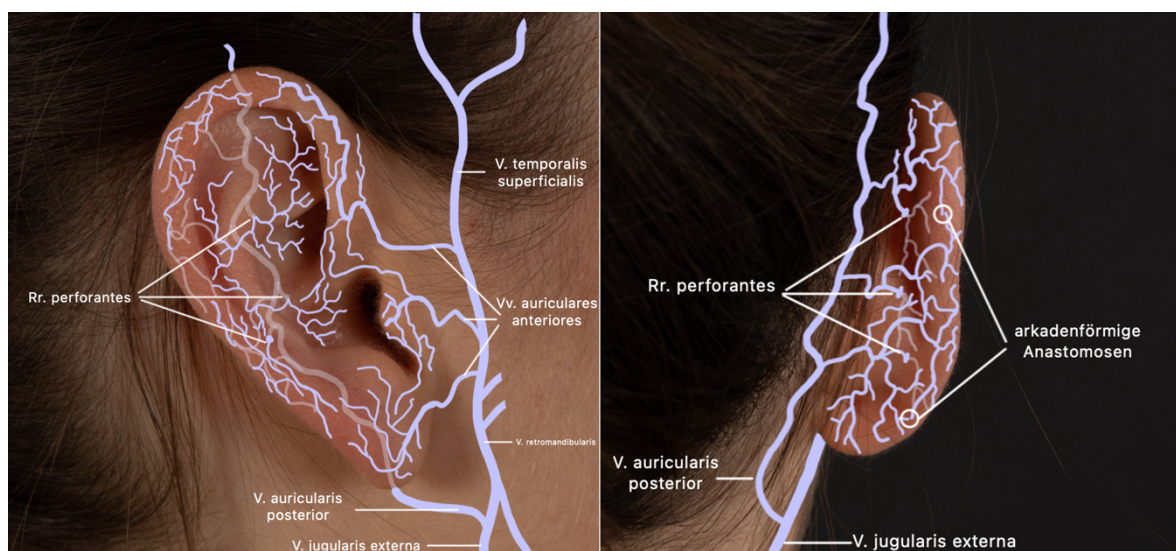 V. temporalis
superficialis
Rr. perforantes
Vv. auriculares
anteriores
V. retromandibularis
V. auricularis
posterior
V. jugularis externa
Rr. perforantes
arkadenförmige
Anastomosen
V. auricularis
posterior
V. jugularis externa